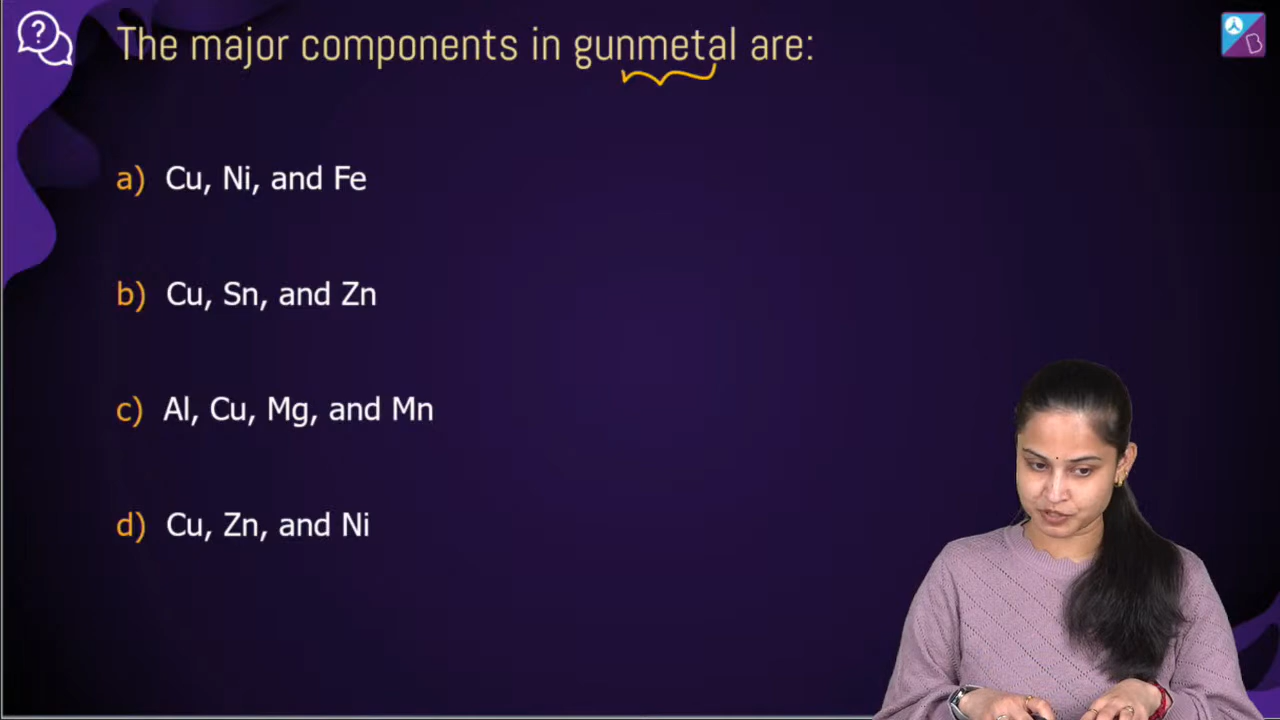 The major components in gunmetal are:
a) Cu, Ni, and Fe
b) Cu, Sn, and Zn
c) Al, Cu, Mg, and Mn
d) Cu, Zn, and Ni